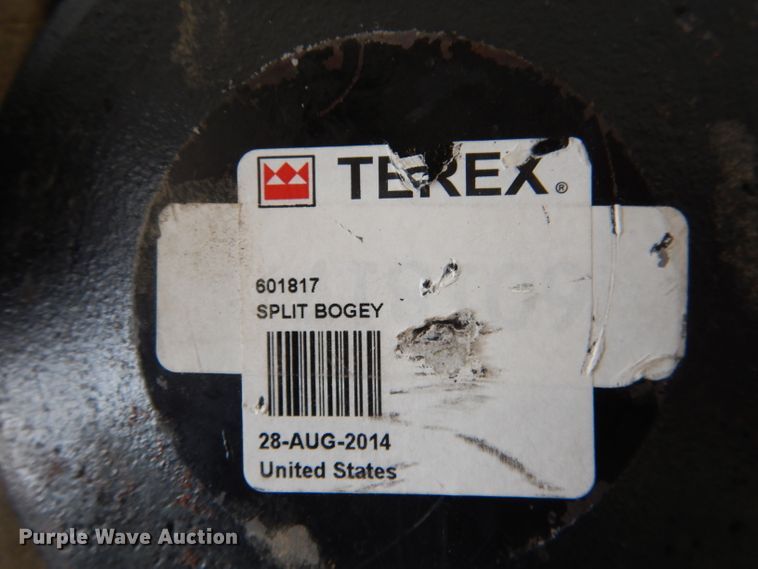 TEREX®
601817
SPLIT BOGEY
28-AUG-2014
United States
Purple Wave Auction®